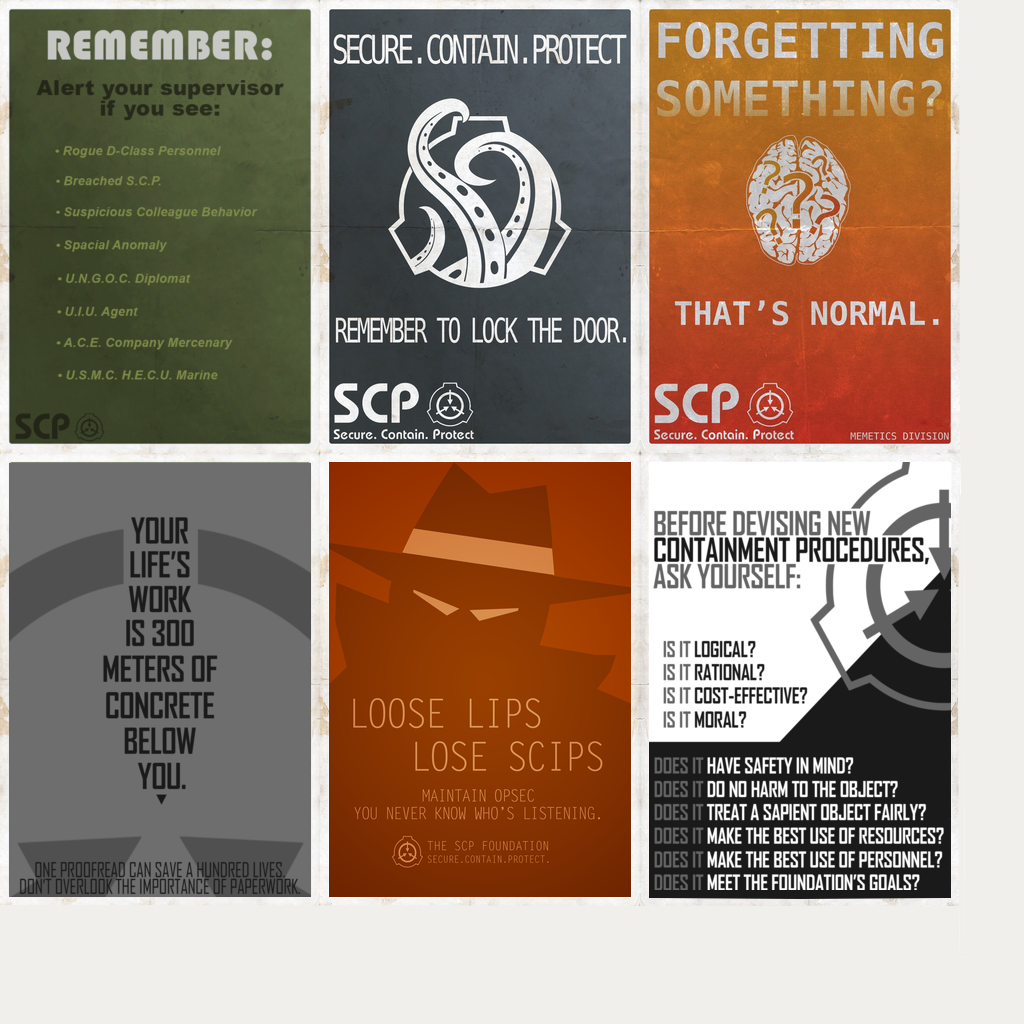 REMEMBER:
Alert your supervisor
if you see:
• Rogue D-Class Personnel
• Breached S.C.P.
• Suspicious Colleague Behavior
• Spacial Anomaly
• U.N.G.O.C. Diplomat
• U.I.U. Agent
• A.C.E. Company Mercenary
• U.S.M.C. H.E.C.U. Marine
SCP
SECURE.CONTAIN.PROTECT
REMEMBER TO LOCK THE DOOR.
SCP
Secure. Contain. Protect
FORGETTING
SOMETHING?
? ? ? ?
THAT'S NORMAL.
SCP
Secure. Contain. Protect
MEMETICS DIVISION
YOUR
LIFE'S
WORK
IS 300
METERS OF
CONCRETE
BELOW
YOU.
ONE PROOFREAD CAN SAVE A HUNDRED LIVES.
DON'T OVERLOOK THE IMPORTANCE OF PAPERWORK.
LOOSE LIPS
LOSE SCIPS
MAINTAIN OPSEC
YOU NEVER KNOW WHO'S LISTENING.
THE SCP FOUNDATION
SECURE.CONTAIN.PROTECT.
BEFORE DEVISING NEW
CONTAINMENT PROCEDURES,
ASK YOURSELF:
IS IT LOGICAL?
IS IT RATIONAL?
IS IT COST-EFFECTIVE?
IS IT MORAL?
DOES IT HAVE SAFETY IN MIND?
DOES IT DO NO HARM TO THE OBJECT?
DOES IT TREAT A SAPIENT OBJECT FAIRLY?
DOES IT MAKE THE BEST USE OF RESOURCES?
DOES IT MAKE THE BEST USE OF PERSONNEL?
DOES IT MEET THE FOUNDATION'S GOALS?